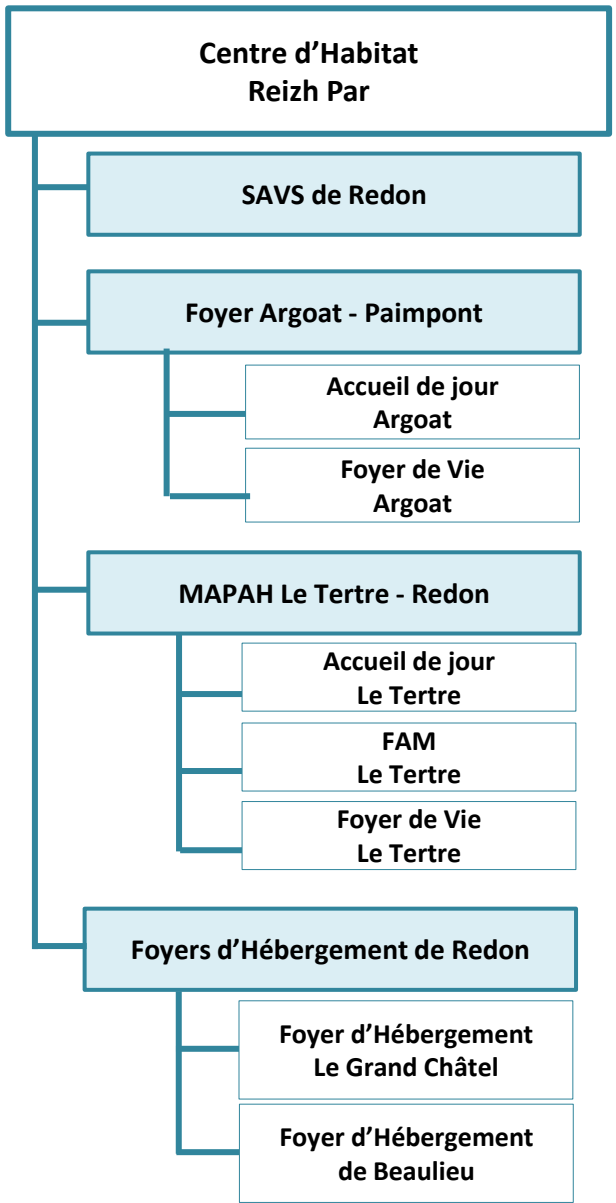 Centre d’Habitat
Reizh Par
SAVS de Redon
Foyer Argoat - Paimpont
Accueil de jour
Argoat
Foyer de Vie
Argoat
MAPAH Le Tertre - Redon
Accueil de jour
Le Tertre
FAM
Le Tertre
Foyer de Vie
Le Tertre
Foyers d’Hébergement de Redon
Foyer d’Hébergement
Le Grand Châtel
Foyer d’Hébergement
de Beaulieu